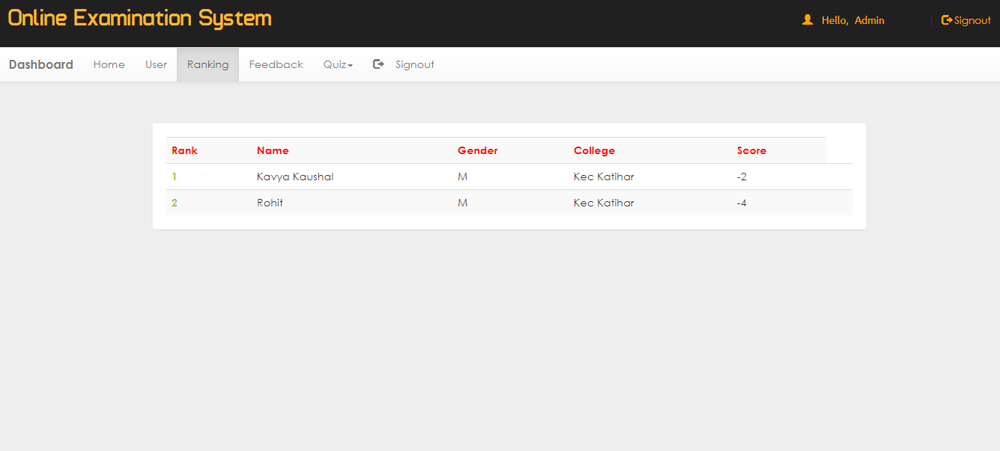 Online Examination System
Hello, Admin | Signout
Dashboard Home User Ranking Feedback Quiz Signout
Rank Name Gender College Score
1 Kavya Kaushal M Kec Katihar -2
2 Rohit M Kec Katihar -4